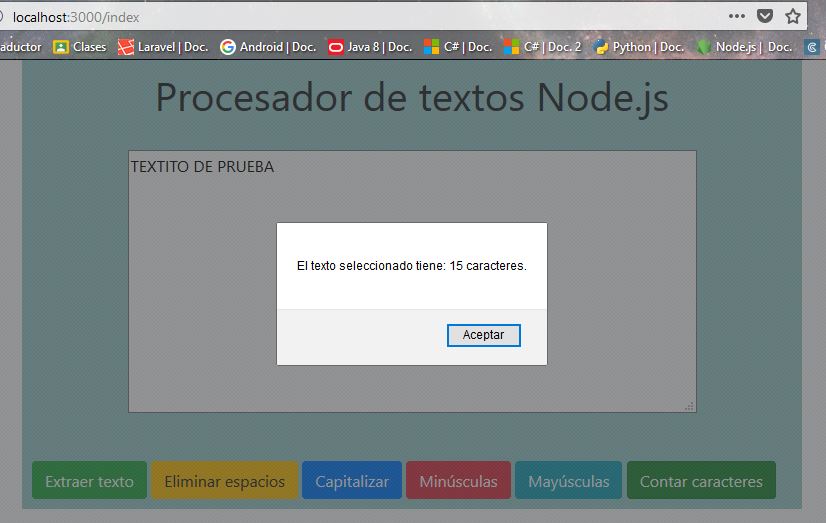 localhost:3000/index
aductor Clases Laravel | Doc. Android | Doc. Java 8 | Doc. C# | Doc. C# | Doc. 2 Python | Doc. Node.js | Doc.
Procesador de textos Node.js
TEXTITO DE PRUEBA
El texto seleccionado tiene: 15 caracteres.
Aceptar
Extraer texto Eliminar espacios Capitalizar Minúsculas Mayúsculas Contar caracteres